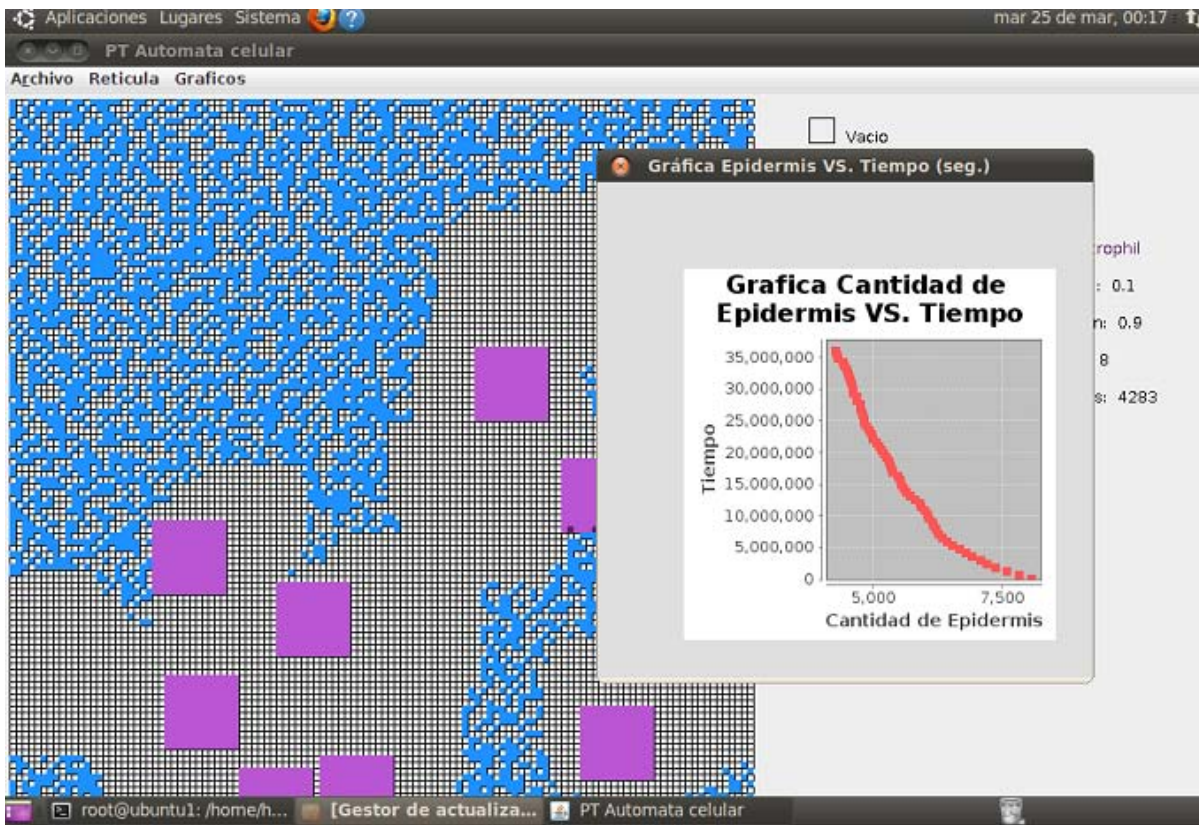 Aplicaciones Lugares Sistema
mar 25 de mar, 00:17
PT Automata celular
Archivo Reticula Graficos
Vacio
Gráfica Epidermis VS. Tiempo (seg.)
rophil
: 0.1
n: 0.9
8
s: 4283
Grafica Cantidad de
Epidermis VS. Tiempo
35,000,000
30,000,000
25,000,000
20,000,000
15,000,000
10,000,000
5,000,000
0
Tiempo
5,000 7,500
Cantidad de Epidermis
root@ubuntu1: /home/h... [Gestor de actualiza... PT Automata celular